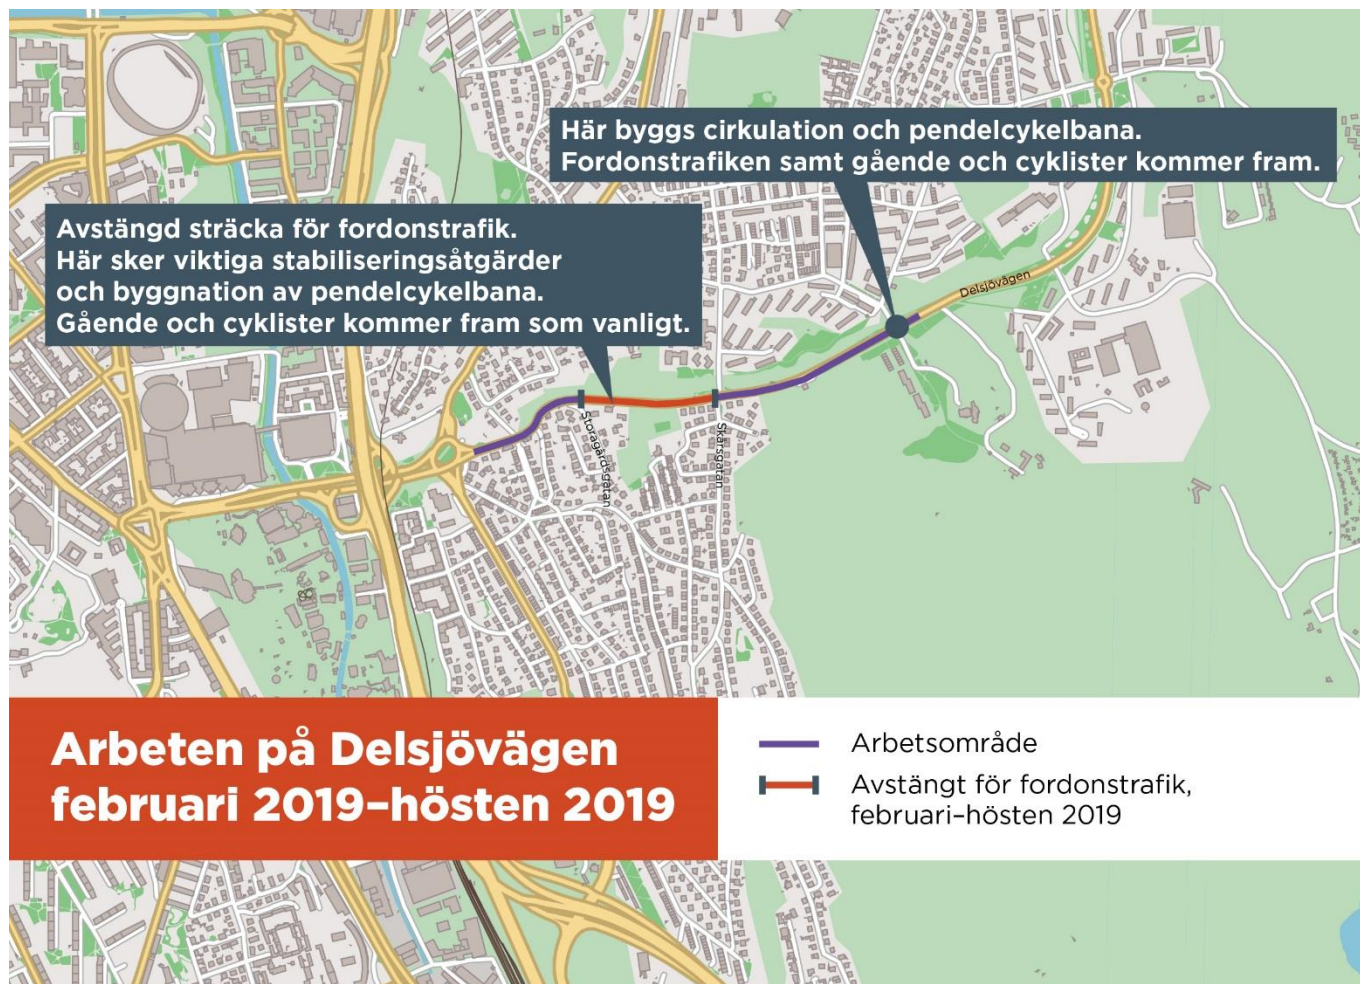 Här byggs cirkulation och pendelcykelbana.
Fordonstrafiken samt gående och cyklister kommer fram.
Avstängd sträcka för fordonstrafik.
Här sker viktiga stabiliseringsåtgärder
och byggnation av pendelcykelbana.
Gående och cyklister kommer fram som vanligt.
Delsjövägen
Storagårdsgatan
Skårsgatan
Arbeten på Delsjövägen
februari 2019–hösten 2019
Arbetsområde
Avstängt för fordonstrafik,
februari–hösten 2019